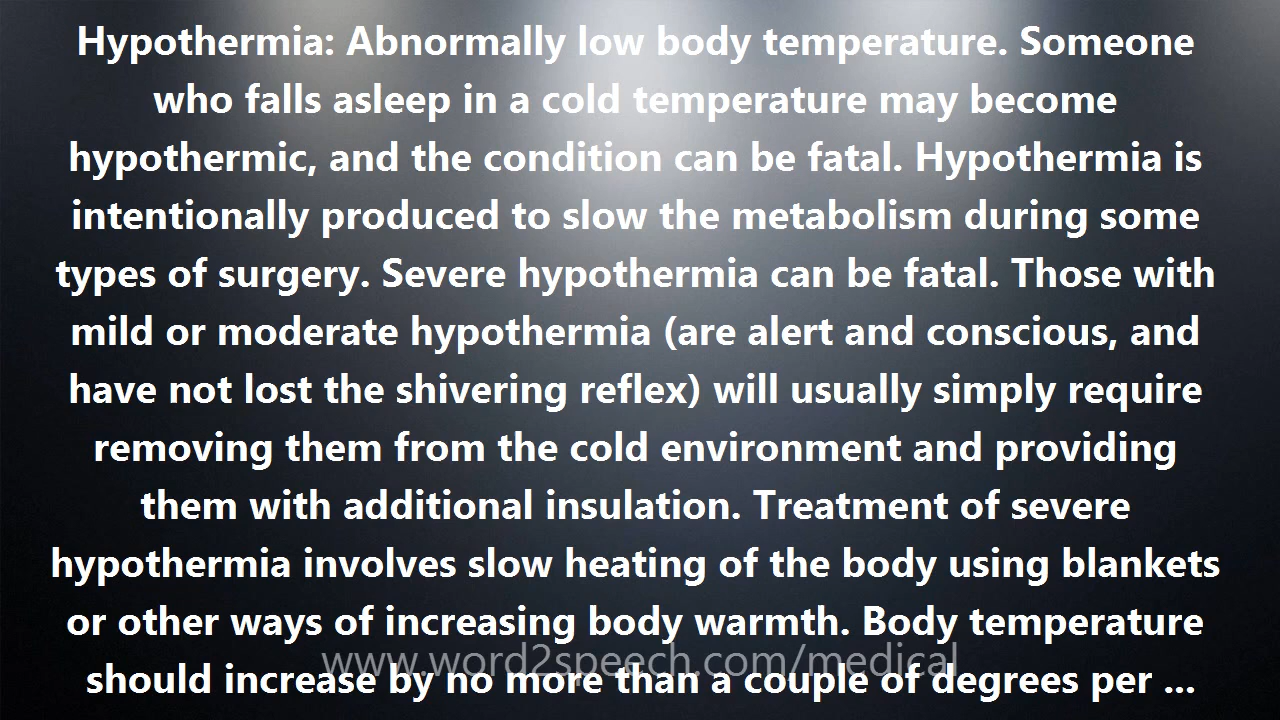 Hypothermia: Abnormally low body temperature. Someone
who falls asleep in a cold temperature may become
hypothermic, and the condition can be fatal. Hypothermia is
intentionally produced to slow the metabolism during some
types of surgery. Severe hypothermia can be fatal. Those with
mild or moderate hypothermia (are alert and conscious, and
have not lost the shivering reflex) will usually simply require
removing them from the cold environment and providing
them with additional insulation. Treatment of severe
hypothermia involves slow heating of the body using blankets
or other ways of increasing body warmth. Body temperature
www.word2speech.com/medical
should increase by no more than a couple of degrees per ...